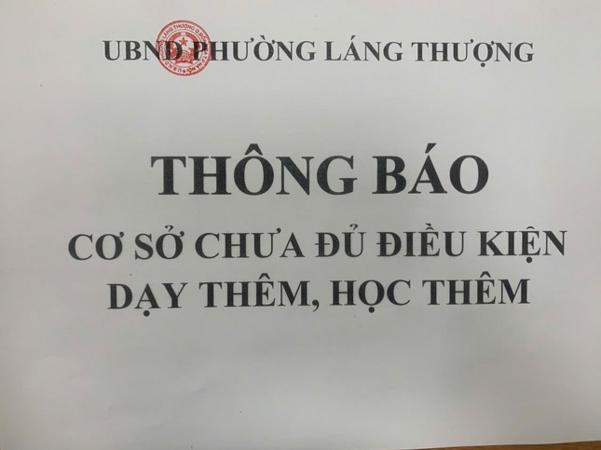 UBND PHƯỜNG LÁNG THƯỢNG
THÔNG BÁO
CƠ SỞ CHƯA ĐỦ ĐIỀU KIỆN
DẠY THÊM, HỌC THÊM